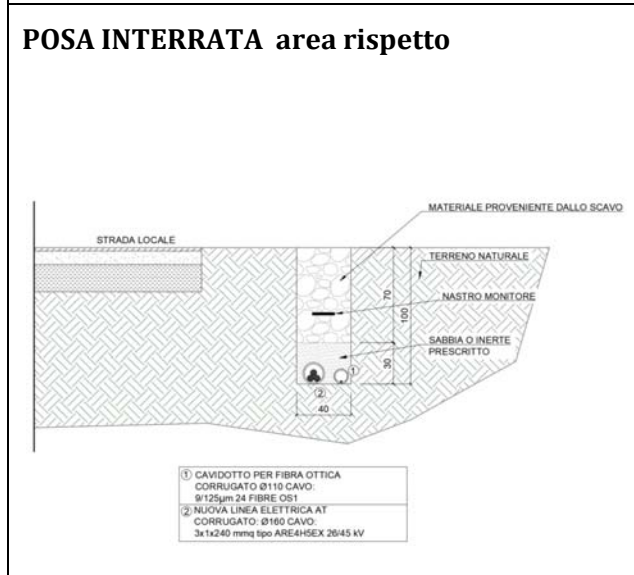 POSA INTERRATA area rispetto
MATERIALE PROVENIENTE DALLO SCAVO
STRADA LOCALE
TERRENO NATURALE
70
100
NASTRO MONITORE
SABBIA O INERTE
PRESCRITTO
30
1
2
40
1 CAVIDOTTO PER FIBRA OTTICA
CORRUGATO Ø110 CAVO:
9/125µm 24 FIBRE OS1
2 NUOVA LINEA ELETTRICA AT
CORRUGATO: Ø160 CAVO:
3x1x240 mmq tipo ARE4H5EX 26/45 kV